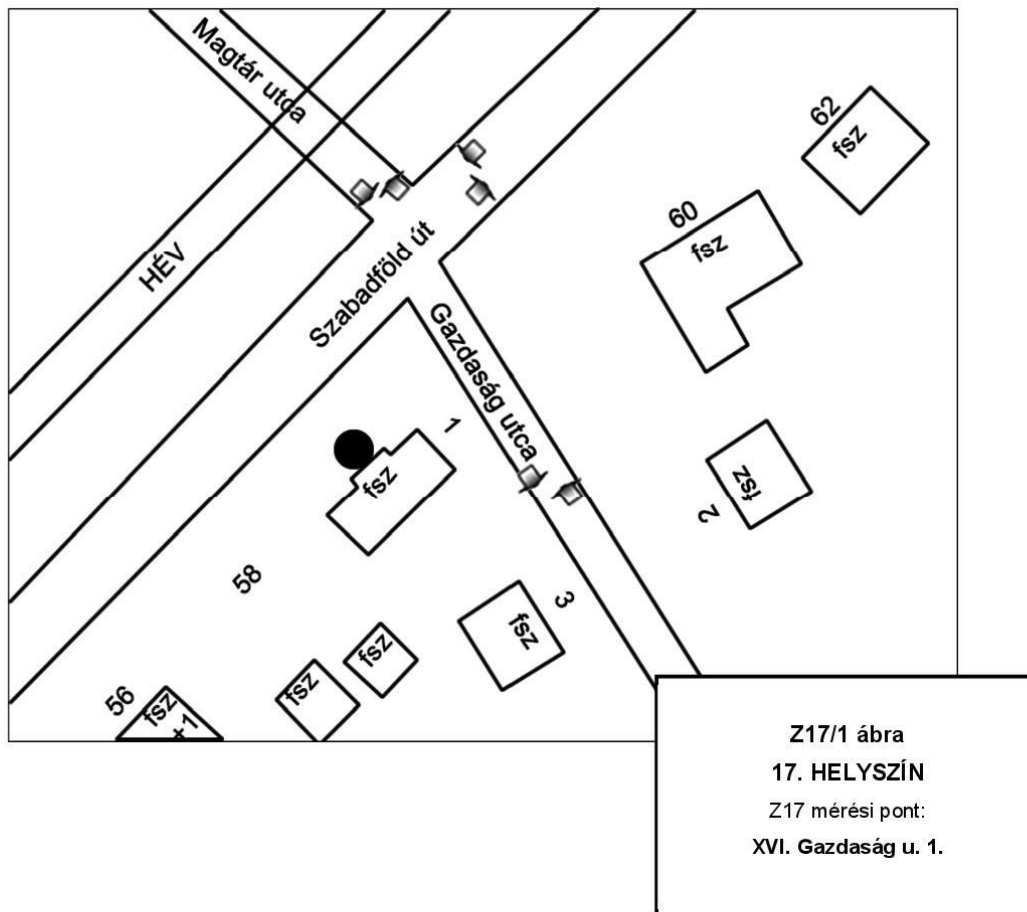 Magtár utca
62
fsz
60
fsz
HÉV
Szabadföld út
Gazdaság utca
1
fsz
fsz
2
58
3
fsz
fsz
fsz
56
fsz
+1
Z17/1 ábra
17. HELYSZÍN
Z17 mérési pont:
XVI. Gazdaság u. 1.